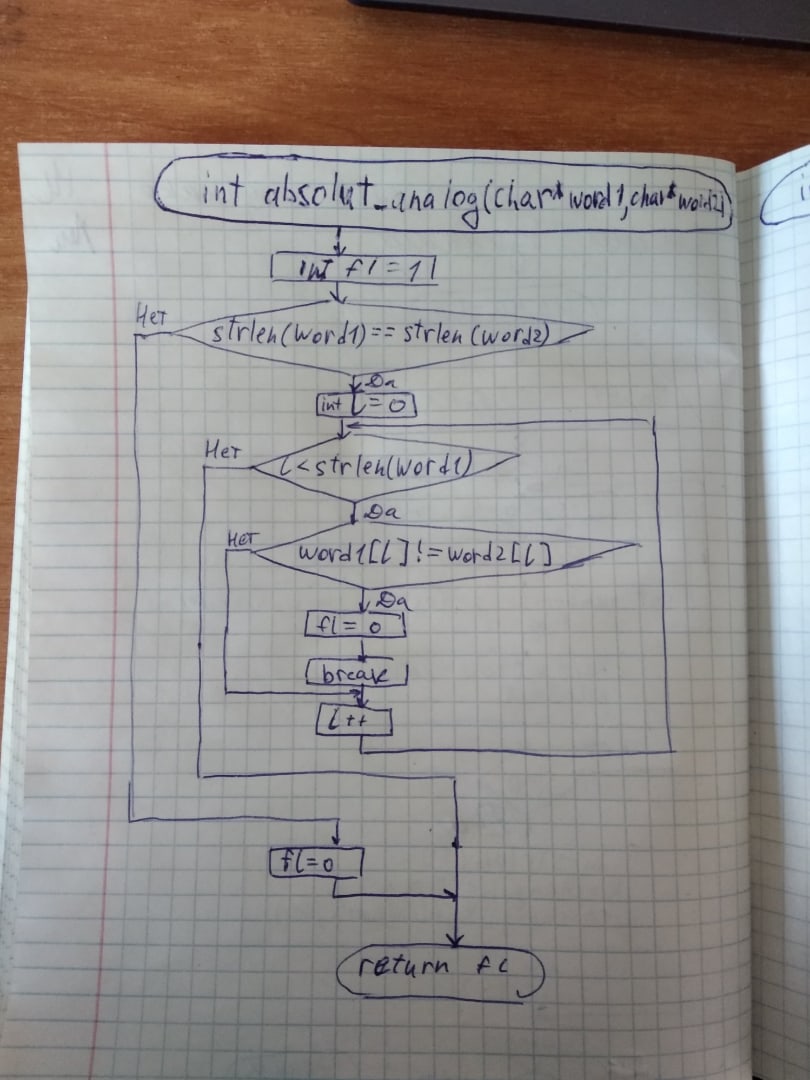 int absolut_analog(char* word1, char* word2)
int fl = 1
Нет
strlen(word1) == strlen(word2)
Да
int i = 0
Нет
i < strlen(word1)
Да
Нет
word1[i] != word2[i]
Да
fl = 0
break
i++
fl = 0
return fl